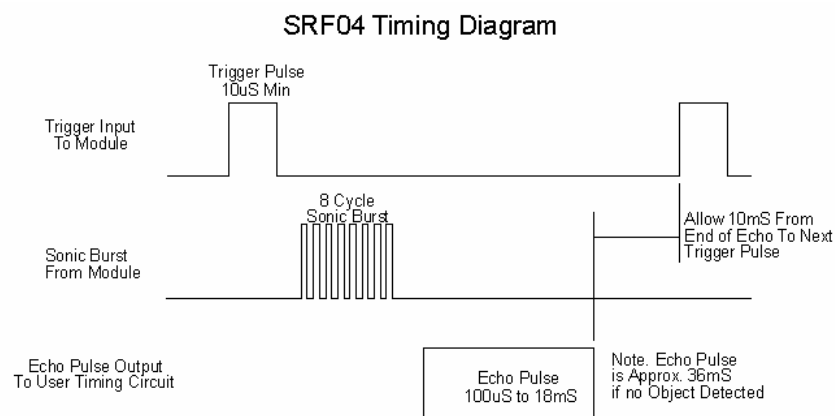 SRF04 Timing Diagram
Trigger Pulse
10uS Min
Trigger Input
To Module
8 Cycle
Sonic Burst
Allow 10mS From
End of Echo To Next
Trigger Pulse
Sonic Burst
From Module
Echo Pulse Output
To User Timing Circuit
Echo Pulse
100uS to 18mS
Note. Echo Pulse
is Approx. 36mS
if no Object Detected